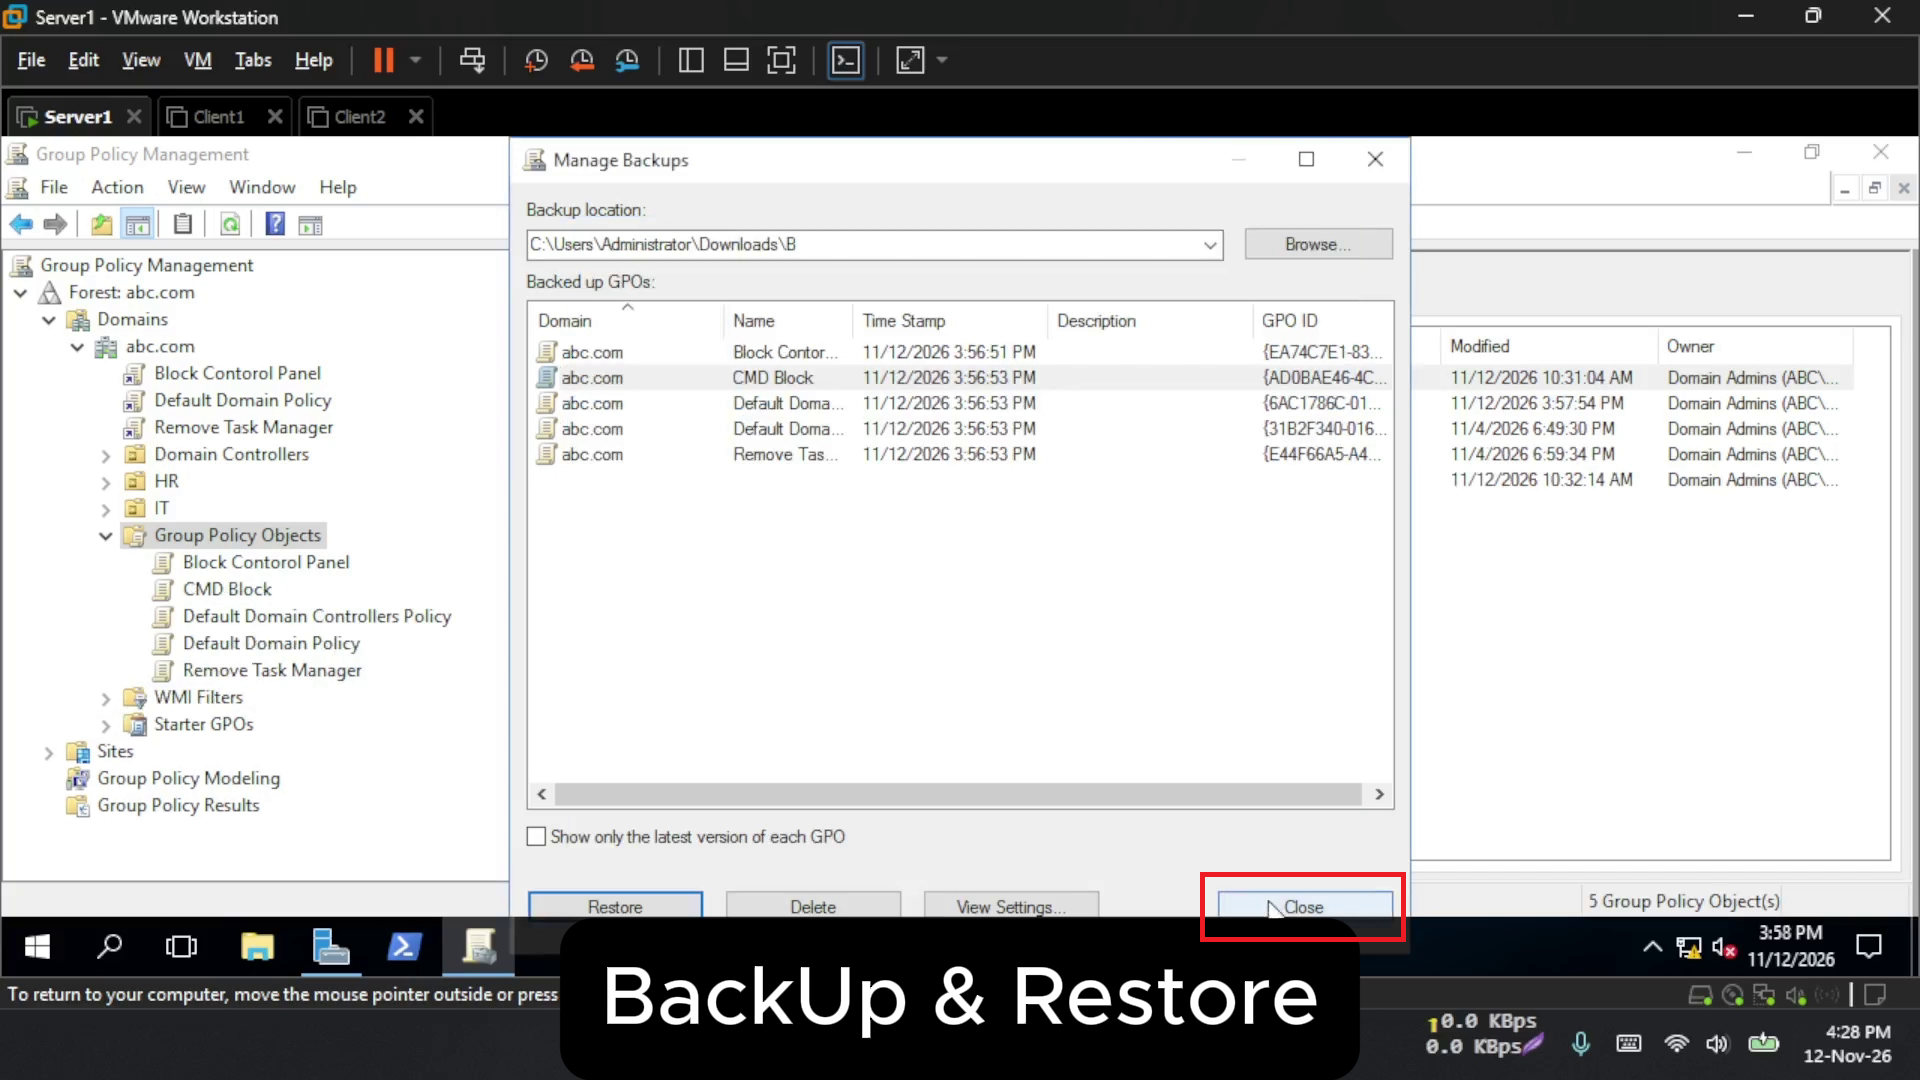 Server1 - VMware Workstation
File Edit View VM Tabs Help
Server1 Client1 Client2
Group Policy Management
File Action View Window Help
Group Policy Management
Forest: abc.com
Domains
abc.com
Block Contorol Panel
Default Domain Policy
Remove Task Manager
Domain Controllers
HR
IT
Group Policy Objects
Block Contorol Panel
CMD Block
Default Domain Controllers Policy
Default Domain Policy
Remove Task Manager
WMI Filters
Starter GPOs
Sites
Group Policy Modeling
Group Policy Results
Manage Backups
Backup location:
C:\Users\Administrator\Downloads\B
Browse...
Backed up GPOs:
Domain Name Time Stamp Description GPO ID
abc.com Block Contor... 11/12/2026 3:56:51 PM {EA74C7E1-83...
abc.com CMD Block 11/12/2026 3:56:53 PM {AD0BAE46-4C...
abc.com Default Doma... 11/12/2026 3:56:53 PM {6AC1786C-01...
abc.com Default Doma... 11/12/2026 3:56:53 PM {31B2F340-016...
abc.com Remove Tas... 11/12/2026 3:56:53 PM {E44F66A5-A4...
Show only the latest version of each GPO
Restore Delete View Settings... Close
Modified Owner
11/12/2026 10:31:04 AM Domain Admins (ABC\...
11/12/2026 3:57:54 PM Domain Admins (ABC\...
11/4/2026 6:49:30 PM Domain Admins (ABC\...
11/4/2026 6:59:34 PM Domain Admins (ABC\...
11/12/2026 10:32:14 AM Domain Admins (ABC\...
5 Group Policy Object(s)
3:58 PM
11/12/2026
To return to your computer, move the mouse pointer outside or press
BackUp & Restore
0.0 KBps
0.0 KBps
4:28 PM
12-Nov-26